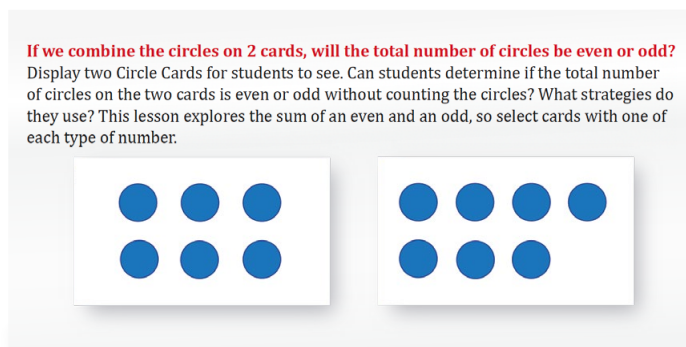 If we combine the circles on 2 cards, will the total number of circles be even or odd?
Display two Circle Cards for students to see. Can students determine if the total number
of circles on the two cards is even or odd without counting the circles? What strategies do
they use? This lesson explores the sum of an even and an odd, so select cards with one of
each type of number.